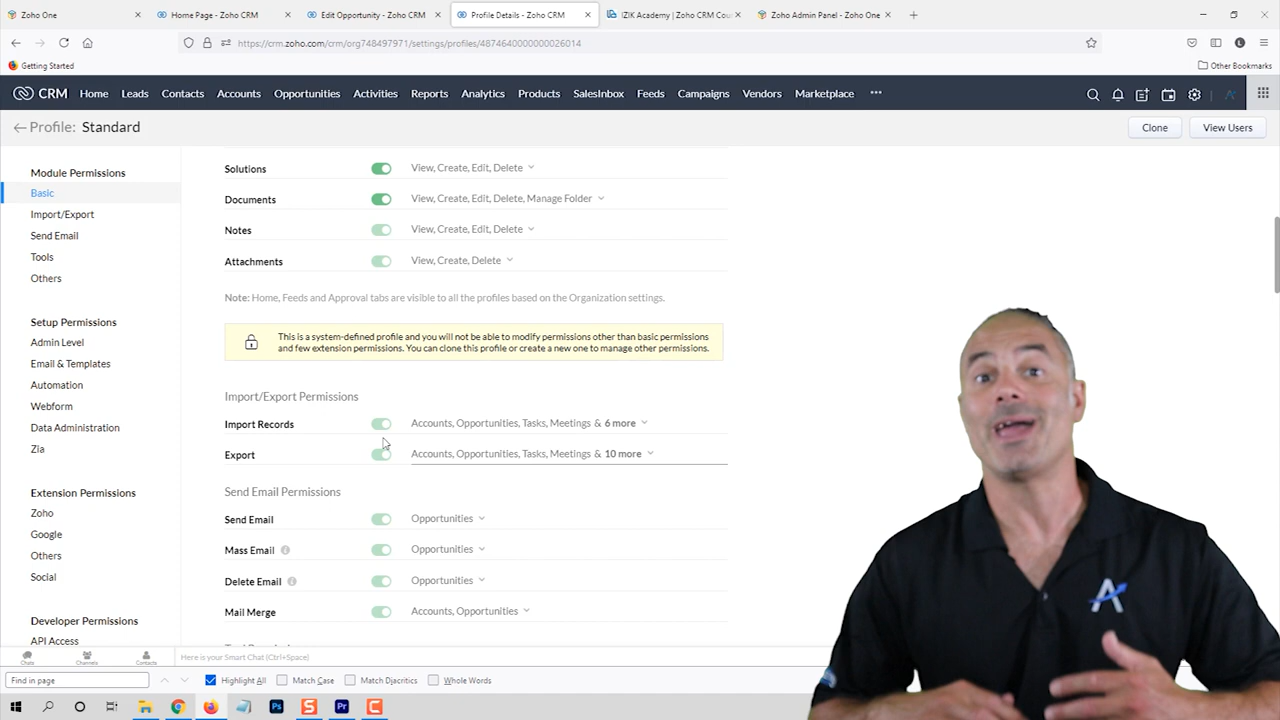 Zoho One
Home Page - Zoho CRM
Edit Opportunity - Zoho CRM
Profile Details - Zoho CRM
IZIK Academy | Zoho CRM Cou
Zoho Admin Panel - Zoho One
https://crm.zoho.com/crm/org748497971/settings/profiles/4874640000000026014
Getting Started
Other Bookmarks
CRM Home Leads Contacts Accounts Opportunities Activities Reports Analytics Products SalesInbox Feeds Campaigns Vendors Marketplace
Profile: Standard
Clone
View Users
Module Permissions
Basic
Import/Export
Send Email
Tools
Others
Setup Permissions
Admin Level
Email & Templates
Automation
Webform
Data Administration
Zia
Extension Permissions
Zoho
Google
Others
Social
Developer Permissions
API Access
Solutions View, Create, Edit, Delete
Documents View, Create, Edit, Delete, Manage Folder
Notes View, Create, Edit, Delete
Attachments View, Create, Delete
Note: Home, Feeds and Approval tabs are visible to all the profiles based on the Organization settings.
This is a system-defined profile and you will not be able to modify permissions other than basic permissions
and few extension permissions. You can clone this profile or create a new one to manage other permissions.
Import/Export Permissions
Import Records Accounts, Opportunities, Tasks, Meetings & 6 more
Export Accounts, Opportunities, Tasks, Meetings & 10 more
Send Email Permissions
Send Email Opportunities
Mass Email Opportunities
Delete Email Opportunities
Mail Merge Accounts, Opportunities
Chats
Channels
Contacts
Here is your Smart Chat (Ctrl+Space)
Find in page
Highlight All
Match Case
Match Diacritics
Whole Words